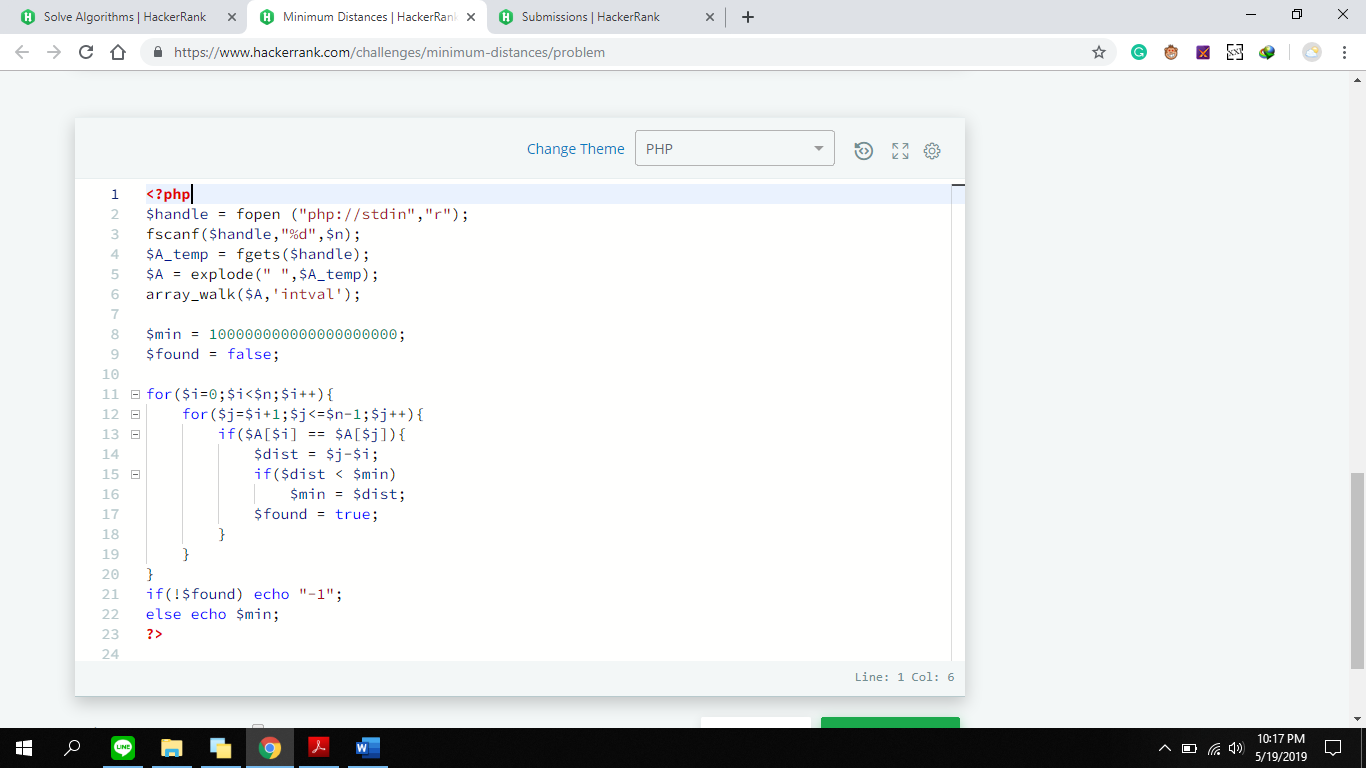 Solve Algorithms | HackerRank
Minimum Distances | HackerRank
Submissions | HackerRank
https://www.hackerrank.com/challenges/minimum-distances/problem
Change Theme
PHP
1 <?php
2 $handle = fopen ("php://stdin","r");
3 fscanf($handle,"%d",$n);
4 $A_temp = fgets($handle);
5 $A = explode(" ",$A_temp);
6 array_walk($A,'intval');
7
8 $min = 100000000000000000000;
9 $found = false;
10
11 for($i=0;$i<$n;$i++){
12 for($j=$i+1;$j<=$n-1;$j++){
13 if($A[$i] == $A[$j]){
14 $dist = $j-$i;
15 if($dist < $min)
16 $min = $dist;
17 $found = true;
18 }
19 }
20 }
21 if(!$found) echo "-1";
22 else echo $min;
23 ?>
24
Line: 1 Col: 6
LINE
10:17 PM
5/19/2019